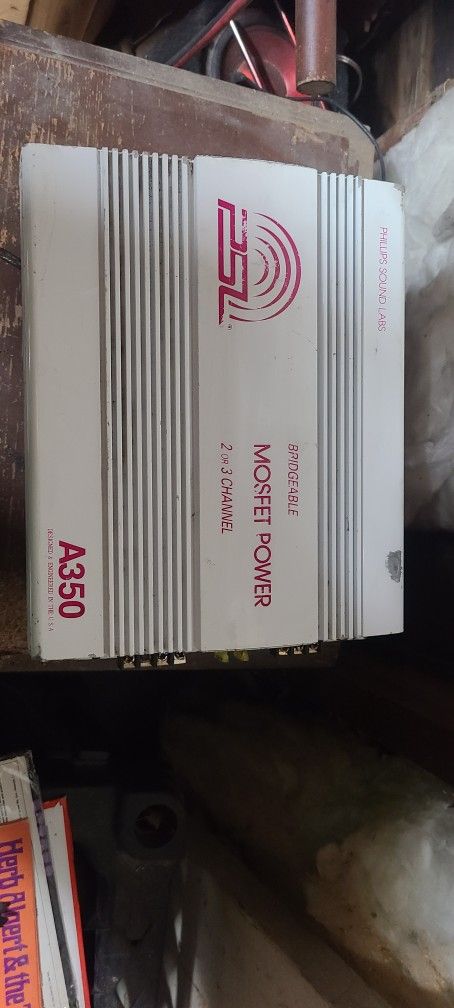 PHILLIPS SOUND LABS
PSL
®
BRIDGEABLE
MOSFET POWER
2 OR 3 CHANNEL
A350
DESIGNED & ENGINEERED IN THE U.S.A
Herb Alpert & the